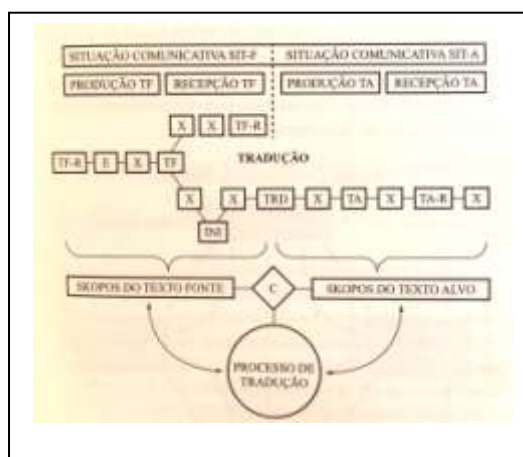 SITUAÇÃO COMUNICATIVA SIT-F SITUAÇÃO COMUNICATIVA SIT-A
PRODUÇÃO TF RECEPÇÃO TF PRODUÇÃO TA RECEPÇÃO TA
X X TF-R
TRADUÇÃO
TF-R E X TF
X X TRD X TA X TA-R X
INI
SKOPOS DO TEXTO FONTE C SKOPOS DO TEXTO ALVO
PROCESSO DE
TRADUÇÃO